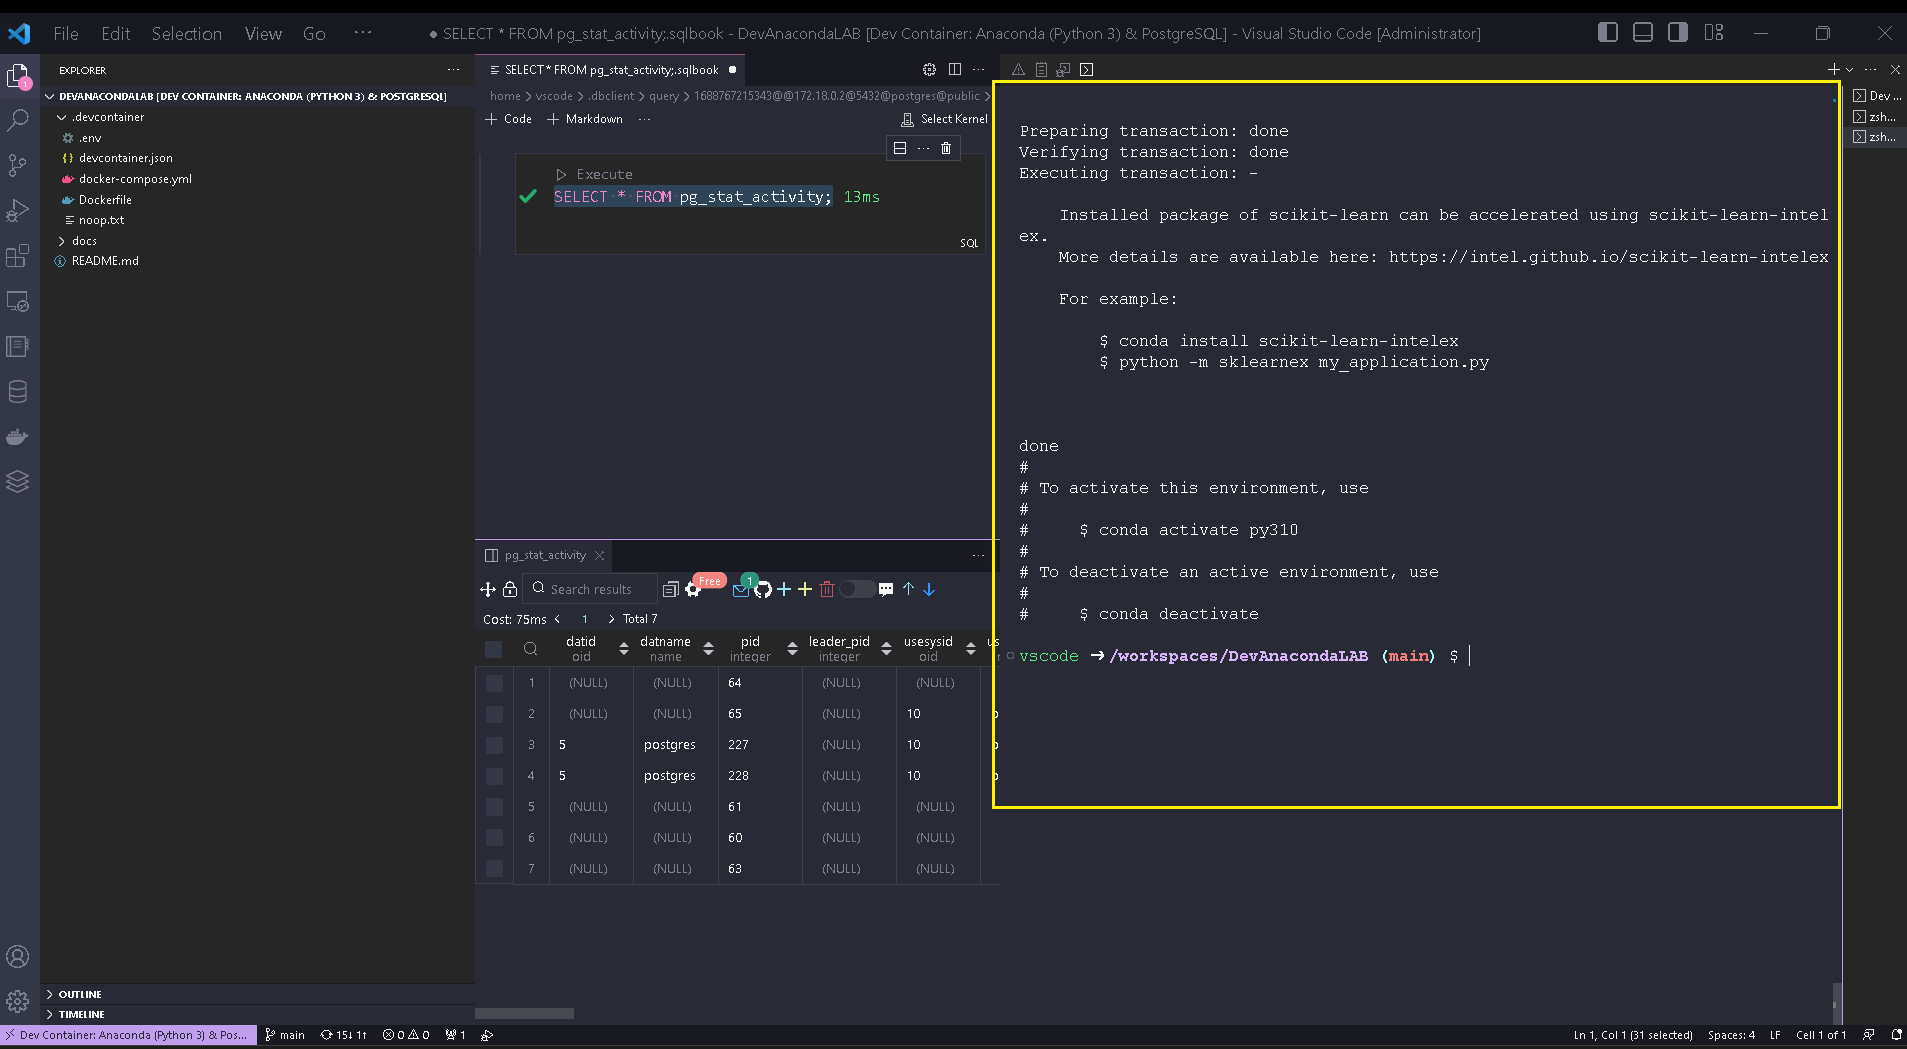 File Edit Selection View Go ··· ● SELECT * FROM pg_stat_activity;.sqlbook - DevAnacondaLAB [Dev Container: Anaconda (Python 3) & PostgreSQL] - Visual Studio Code [Administrator]
EXPLORER ···
DEVANACONDALAB [DEV CONTAINER: ANACONDA (PYTHON 3) & POSTGRESQL]
.devcontainer
.env
{} devcontainer.json
docker-compose.yml
Dockerfile
noop.txt
docs
README.md
OUTLINE
TIMELINE
1
SELECT * FROM pg_stat_activity;.sqlbook ●
home > vscode > .dbclient > query > 1688767215343@@172.18.0.2@5432@postgres@public >
+ Code + Markdown ··· Select Kernel
Execute
SELECT * FROM pg_stat_activity; 13ms
SQL
pg_stat_activity
Search results Free 1
Cost: 75ms < 1 > Total 7
datid datname pid leader_pid usesysid us
oid name integer integer oid
1 (NULL) (NULL) 64 (NULL) (NULL)
2 (NULL) (NULL) 65 (NULL) 10
3 5 postgres 227 (NULL) 10
4 5 postgres 228 (NULL) 10
5 (NULL) (NULL) 61 (NULL) (NULL)
6 (NULL) (NULL) 60 (NULL) (NULL)
7 (NULL) (NULL) 63 (NULL) (NULL)
Preparing transaction: done
Verifying transaction: done
Executing transaction: -
Installed package of scikit-learn can be accelerated using scikit-learn-intel
ex.
More details are available here: https://intel.github.io/scikit-learn-intelex
For example:
$ conda install scikit-learn-intelex
$ python -m sklearnex my_application.py
done
#
# To activate this environment, use
#
# $ conda activate py310
#
# To deactivate an active environment, use
#
# $ conda deactivate
vscode ➜ /workspaces/DevAnacondaLAB (main) $
Dev ...
zsh...
zsh...
Dev Container: Anaconda (Python 3) & Pos... main 15↓ 1↑ 0 0 1 Ln 1, Col 1 (31 selected) Spaces: 4 LF Cell 1 of 1